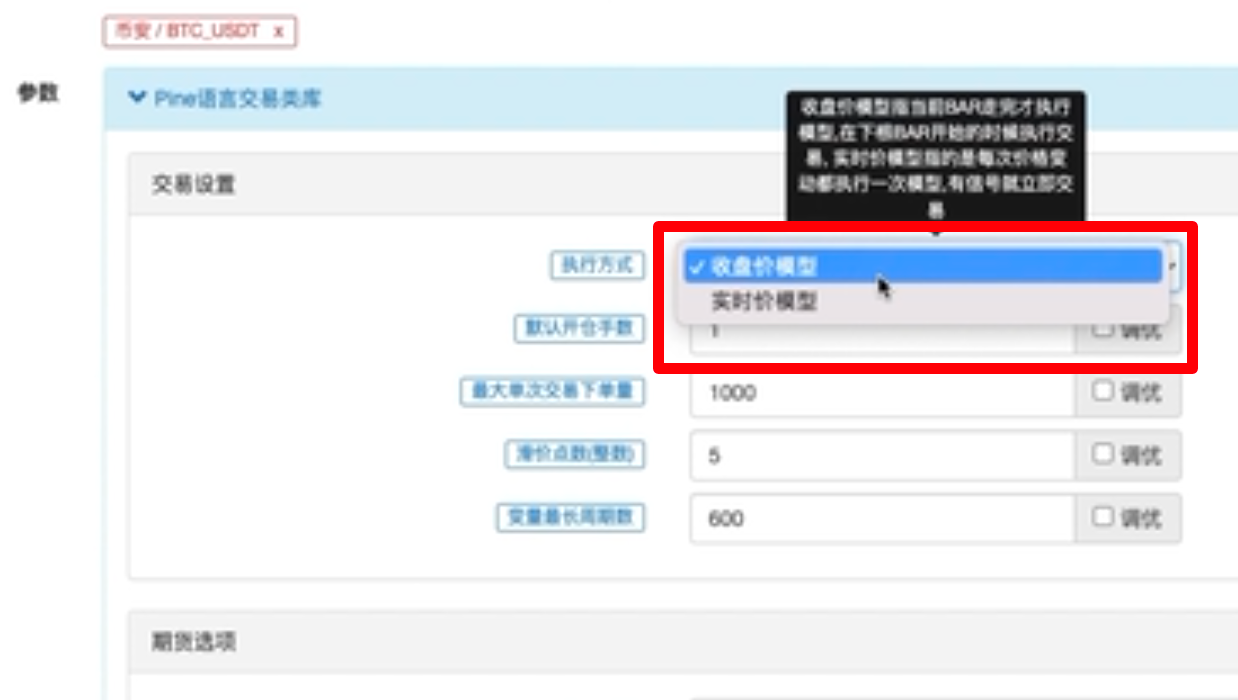 币安 / BTC_USDT x
参数
Pine语言交易类库
收盘价模型指当前BAR走完才执行
模型,在下根BAR开始的时候执行交
易, 实时价模型指的是每次价格变
动都执行一次模型,有信号就立即交
易
交易设置
执行方式
✓ 收盘价模型
实时价模型
默认开仓手数
1
调优
最大单次交易下单量
1000
调优
滑价点数(整数)
5
调优
变量最长周期数
600
调优
期货选项